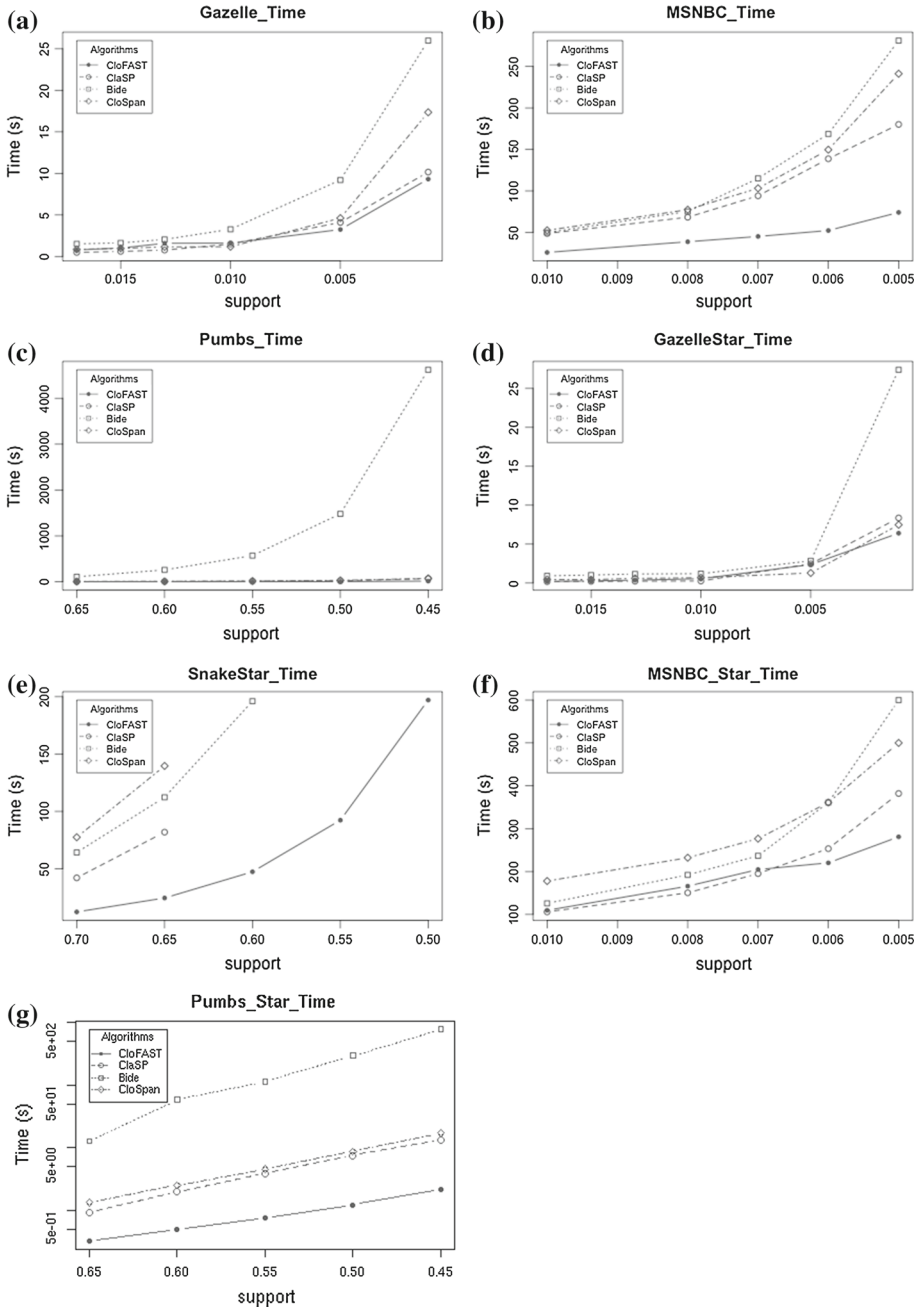 (a)
Gazelle_Time
Algorithms
CloFAST
ClaSP
Bide
CloSpan
Time (s)
25
20
15
10
5
0
0.015
0.010
0.005
support
(b)
MSNBC_Time
Algorithms
CloFAST
ClaSP
Bide
CloSpan
Time (s)
250
200
150
100
50
0.010
0.009
0.008
0.007
0.006
0.005
support
(c)
Pumbs_Time
Algorithms
CloFAST
ClaSP
Bide
CloSpan
Time (s)
4000
3000
2000
1000
0
0.65
0.60
0.55
0.50
0.45
support
(d)
GazelleStar_Time
Algorithms
CloFAST
ClaSP
Bide
CloSpan
Time (s)
25
20
15
10
5
0
0.015
0.010
0.005
support
(e)
SnakeStar_Time
Algorithms
CloFAST
ClaSP
Bide
CloSpan
Time (s)
200
150
100
50
0.70
0.65
0.60
0.55
0.50
support
(f)
MSNBC_Star_Time
Algorithms
CloFAST
ClaSP
Bide
CloSpan
Time (s)
600
500
400
300
200
100
0.010
0.009
0.008
0.007
0.006
0.005
support
(g)
Pumbs_Star_Time
Algorithms
CloFAST
ClaSP
Bide
CloSpan
Time (s)
5e+02
5e+01
5e+00
5e-01
0.65
0.60
0.55
0.50
0.45
support